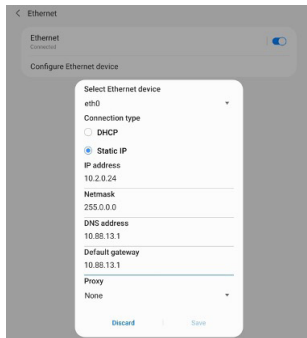 Ethernet
Ethernet
Connected
Configure Ethernet device
Select Ethernet device
eth0
Connection type
DHCP
Static IP
IP address
10.2.0.24
Netmask
255.0.0.0
DNS address
10.88.13.1
Default gateway
10.88.13.1
Proxy
None
Discard Save